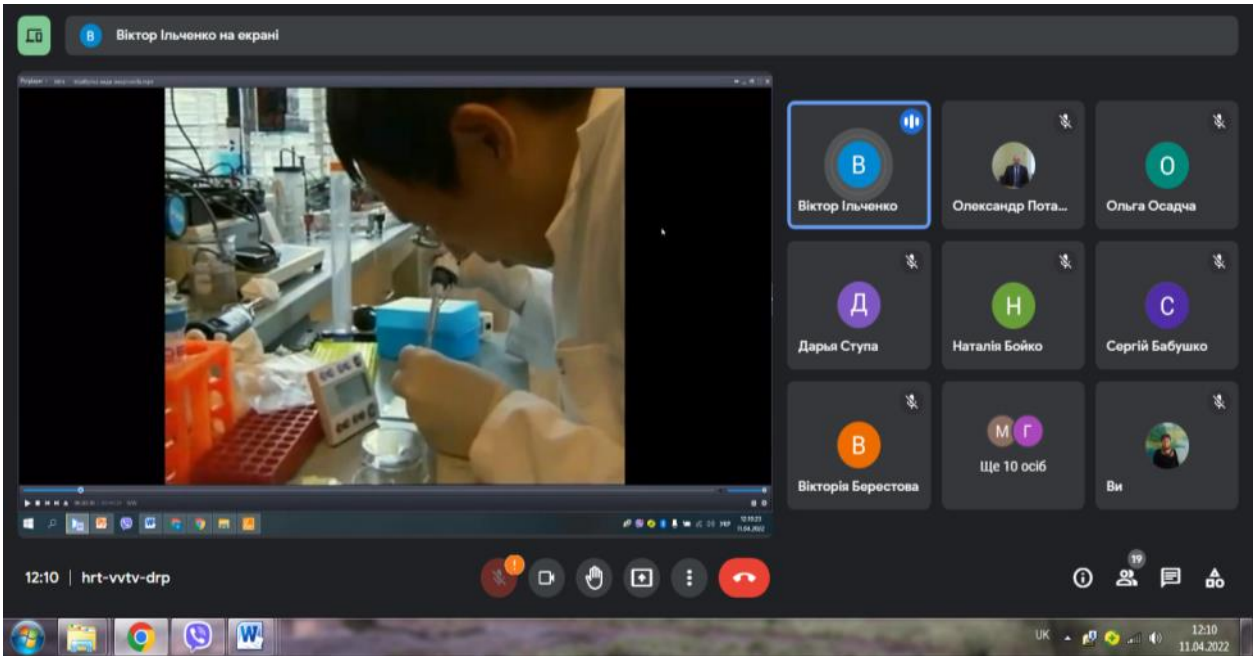 В
Віктор Ільченко на екрані
В
Віктор Ільченко
Олександр Пота...
О
Ольга Осадча
Д
Дарья Ступа
Н
Наталія Бойко
С
Сергій Бабушко
В
Вікторія Берестова
М Г
Ще 10 осіб
Ви
12:10 | hrt-vvtv-drp
19
UK
12:10
11.04.2022